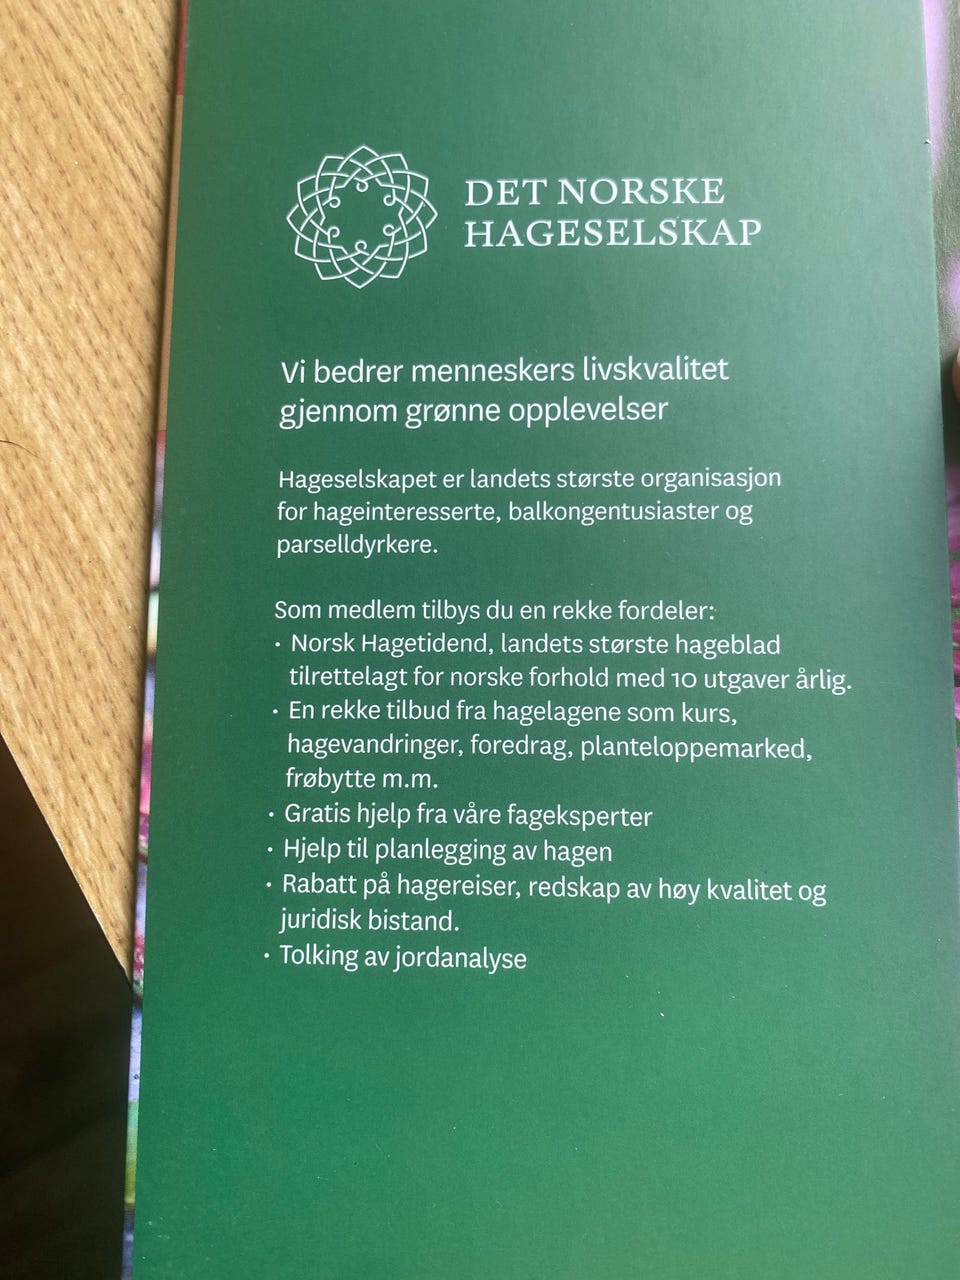 DET NORSKE
HAGESELSKAP
Vi bedrer menneskers livskvalitet
gjennom grønne opplevelser
Hageselskapet er landets største organisasjon
for hageinteresserte, balkongentusiaster og
parselldyrkere.
Som medlem tilbys du en rekke fordeler:
• Norsk Hagetidend, landets største hageblad
tilrettelagt for norske forhold med 10 utgaver årlig.
• En rekke tilbud fra hagelagene som kurs,
hagevandringer, foredrag, planteloppemarked,
frøbytte m.m.
• Gratis hjelp fra våre fageksperter
• Hjelp til planlegging av hagen
• Rabatt på hagereiser, redskap av høy kvalitet og
juridisk bistand.
• Tolking av jordanalyse